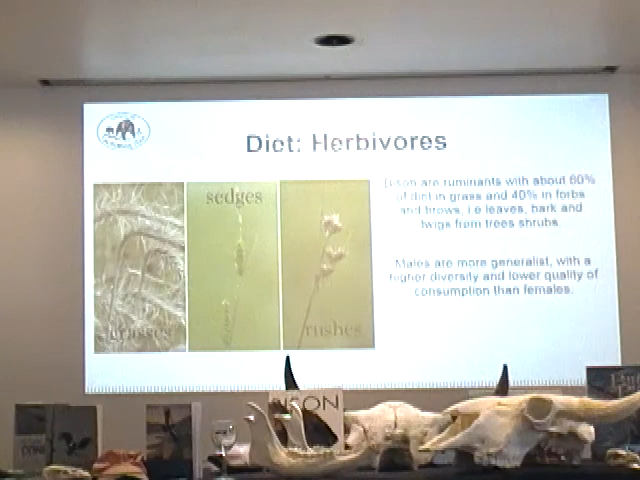 Diet: Herbivores
sedges
grasses
rushes
Bison are ruminants with about 60%
of diet in grass and 40% in forbs
and brows, i.e leaves, bark and
twigs from trees shrubs.
Males are more generalist, with a
higher diversity and lower quality of
consumption than females.
BISON